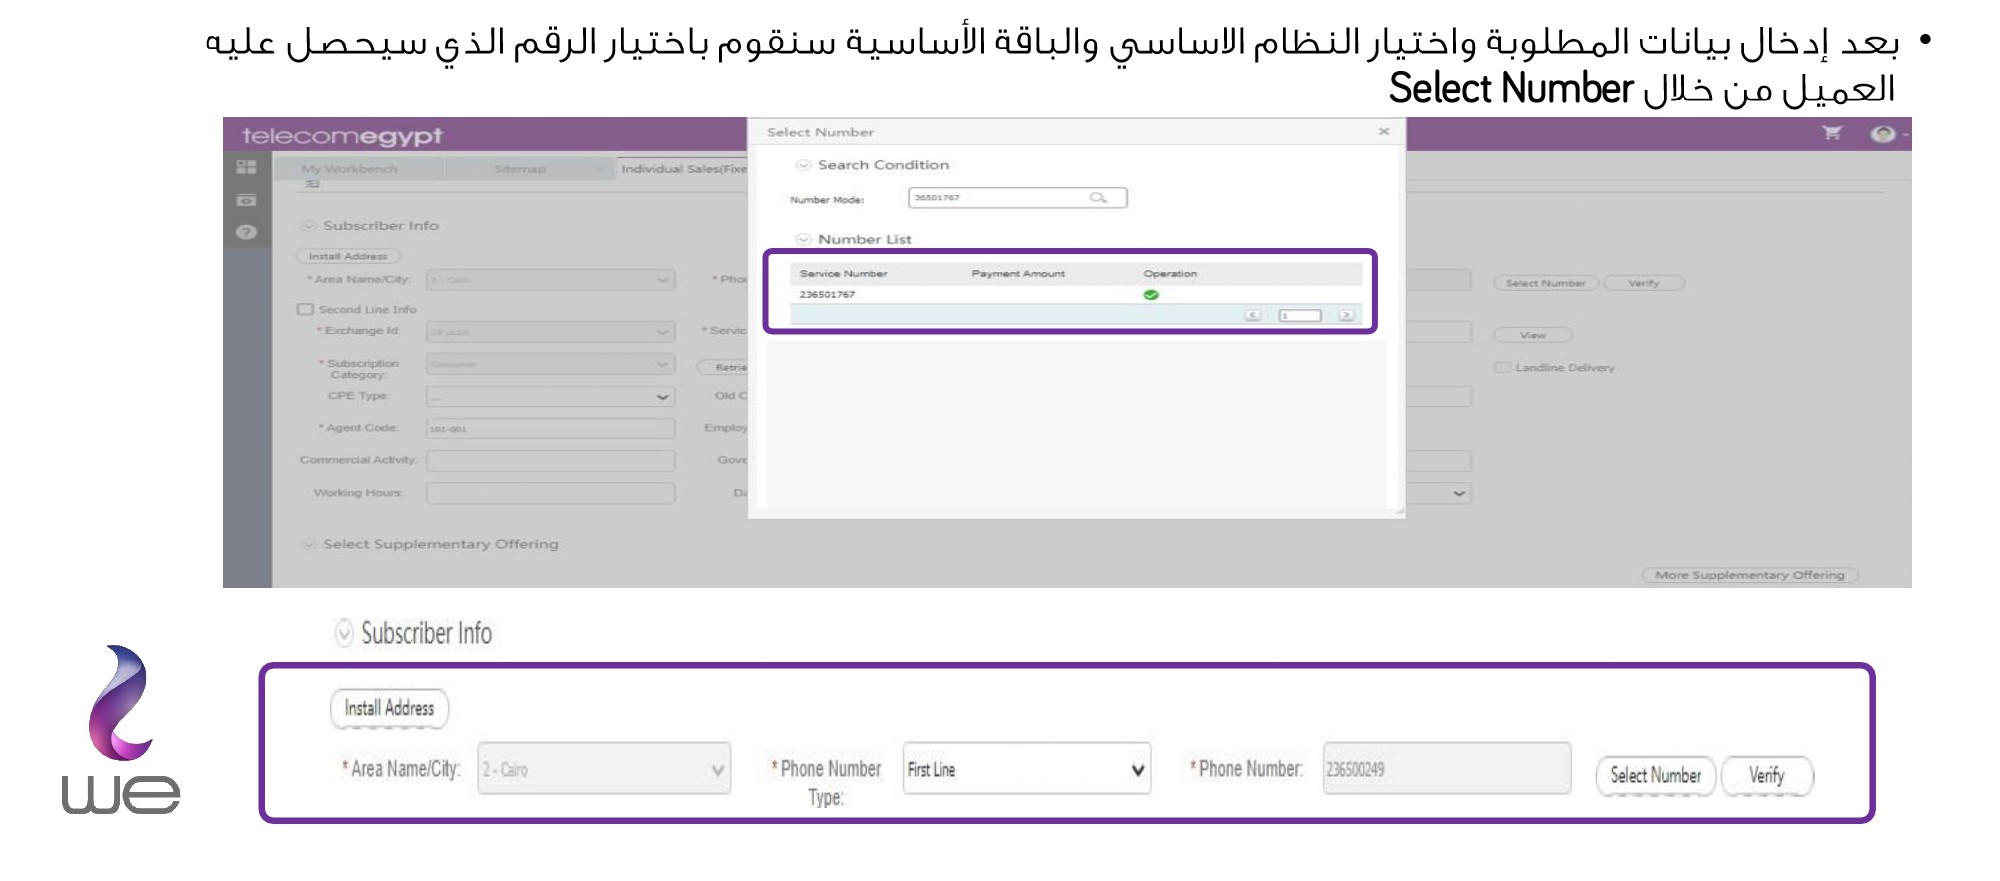 • بعد إدخال بيانات المطلوبة واختيار النظام الاساسي والباقة الأساسية سنقوم باختيار الرقم الذي سيحصل عليه
العميل من خلال Select Number
telecomegypt
Select Number ×
My Workbench Sitemap Individual Sales(Fixe
Search Condition
Number Mode: 36501767
Subscriber Info
Number List
Install Address
Service Number Payment Amount Operation
* Area Name/City: 2 - Cairo * Pho Select Number Verify
236501767
Second Line Info
< 1 >
* Exchange Id: * Servic View
* Subscription Category: Consumer Retrie Landline Delivery
CPE Type: ... Old C
* Agent Code: 101-001 Employ
Commercial Activity: Gove
Working Hours: Da
Select Supplementary Offering
More Supplementary Offering
Subscriber Info
Install Address
* Area Name/City: 2 - Cairo * Phone Number Type: First Line * Phone Number: 236500249 Select Number Verify
we